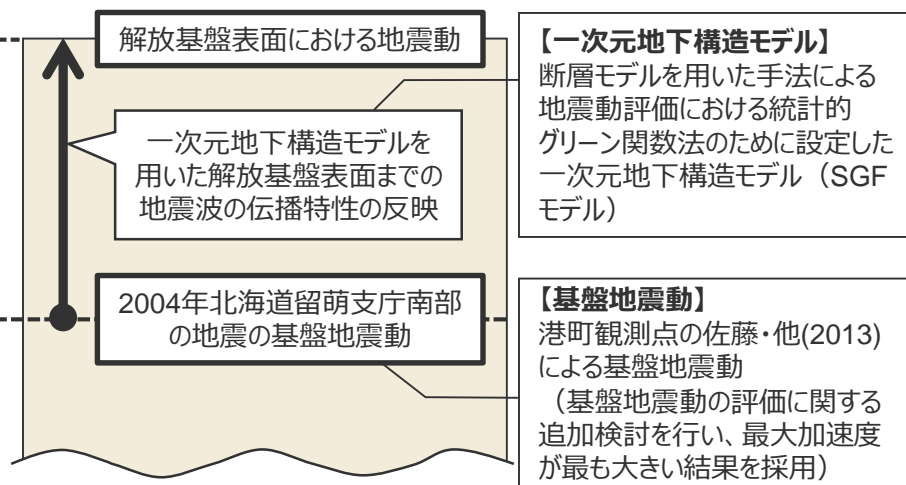 解放基盤表面における地震動
一次元地下構造モデルを
用いた解放基盤表面までの
地震波の伝播特性の反映
2004年北海道留萌支庁南部
の地震の基盤地震動
【一次元地下構造モデル】
断層モデルを用いた手法による
地震動評価における統計的
グリーン関数法のために設定した
一次元地下構造モデル（SGF
モデル）
【基盤地震動】
港町観測点の佐藤・他(2013)
による基盤地震動
（基盤地震動の評価に関する
追加検討を行い、最大加速度
が最も大きい結果を採用）